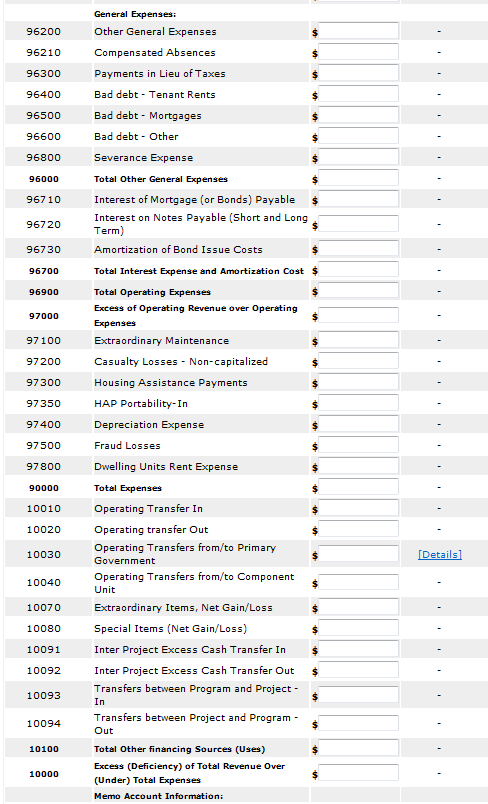 General Expenses:
96200 Other General Expenses $ -
96210 Compensated Absences $ -
96300 Payments in Lieu of Taxes $ -
96400 Bad debt - Tenant Rents $ -
96500 Bad debt - Mortgages $ -
96600 Bad debt - Other $ -
96800 Severance Expense $ -
96000 Total Other General Expenses $ -
96710 Interest of Mortgage (or Bonds) Payable $ -
96720 Interest on Notes Payable (Short and Long $ -
Term)
96730 Amortization of Bond Issue Costs $ -
96700 Total Interest Expense and Amortization Cost $ -
96900 Total Operating Expenses $ -
97000 Excess of Operating Revenue over Operating $ -
Expenses
97100 Extraordinary Maintenance $ -
97200 Casualty Losses - Non-capitalized $ -
97300 Housing Assistance Payments $ -
97350 HAP Portability-In $ -
97400 Depreciation Expense $ -
97500 Fraud Losses $ -
97800 Dwelling Units Rent Expense $ -
90000 Total Expenses $ -
10010 Operating Transfer In $ -
10020 Operating transfer Out $ -
10030 Operating Transfers from/to Primary $ [Details]
Government
10040 Operating Transfers from/to Component $ -
Unit
10070 Extraordinary Items, Net Gain/Loss $ -
10080 Special Items (Net Gain/Loss) $ -
10091 Inter Project Excess Cash Transfer In $ -
10092 Inter Project Excess Cash Transfer Out $ -
10093 Transfers between Program and Project - $ -
In
10094 Transfers between Project and Program - $ -
Out
10100 Total Other financing Sources (Uses) $ -
10000 Excess (Deficiency) of Total Revenue Over $ -
(Under) Total Expenses
Memo Account Information: